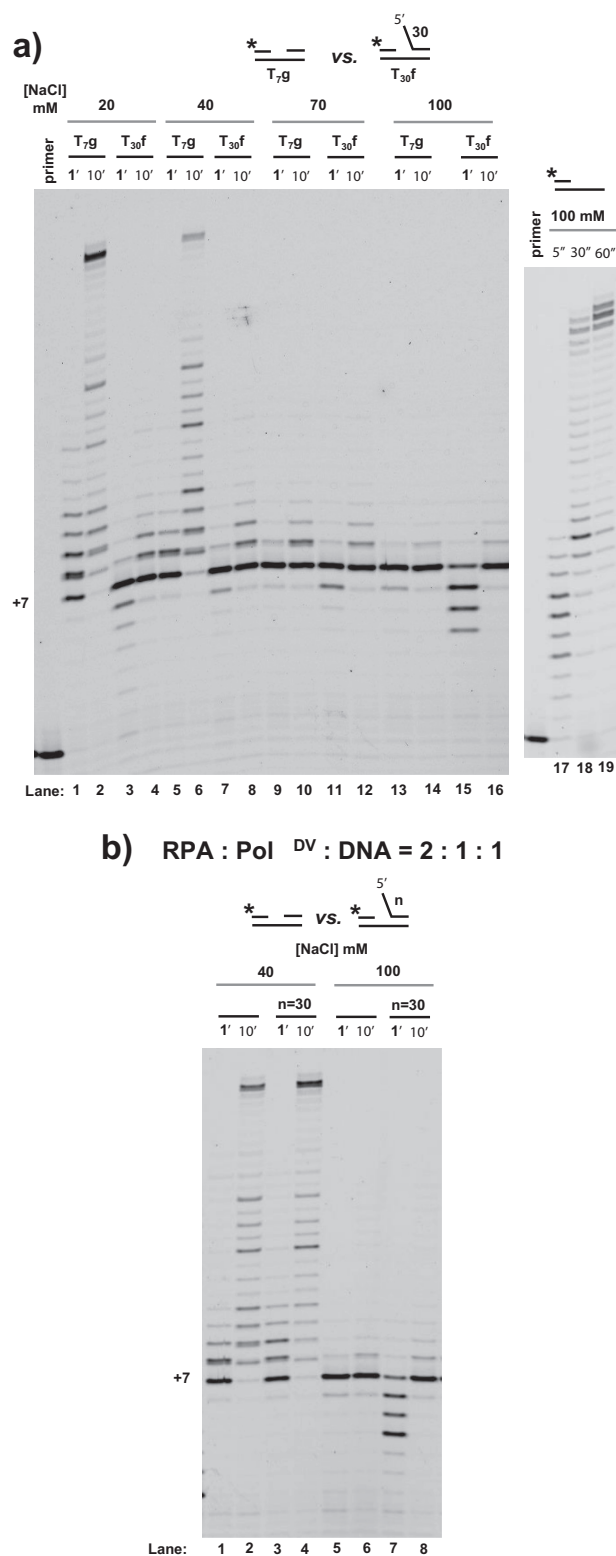 a)
* T7g vs. * 5′ 30 T30f
[NaCl] mM 20 40 70 100
primer T7g T30f T7g T30f T7g T30f T7g T30f
1′ 10′ 1′ 10′ 1′ 10′ 1′ 10′ 1′ 10′ 1′ 10′ 1′ 10′ 1′ 10′
+7
Lane: 1 2 3 4 5 6 7 8 9 10 11 12 13 14 15 16
*
primer 100 mM
5″ 30″ 60″
17 18 19
b) RPA : Pol DV : DNA = 2 : 1 : 1
* vs. * 5′ n
[NaCl] mM
40 100
n=30 n=30
1′ 10′ 1′ 10′ 1′ 10′ 1′ 10′
+7
Lane: 1 2 3 4 5 6 7 8